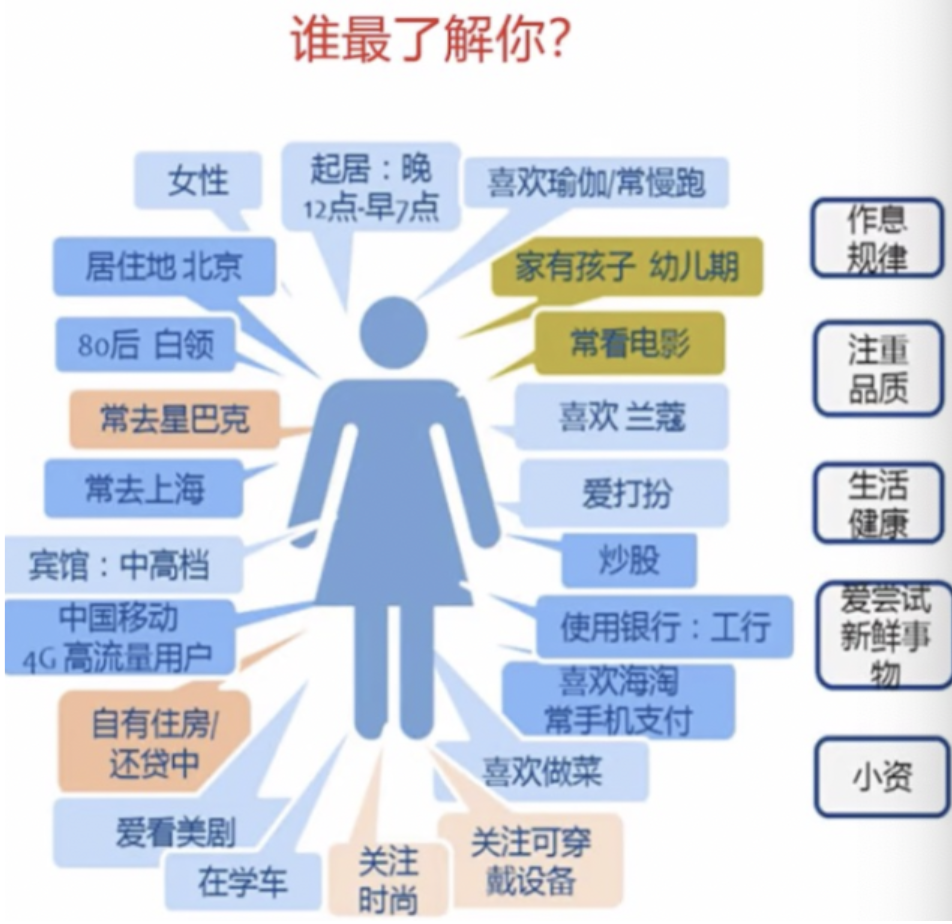 谁最了解你?
女性
起居：晚
12点-早7点
喜欢瑜伽/常慢跑
居住地 北京
家有孩子 幼儿期
80后 白领
常看电影
常去星巴克
喜欢 兰蔻
常去上海
爱打扮
宾馆：中高档
炒股
中国移动
4G 高流量用户
使用银行：工行
喜欢海淘
常手机支付
自有住房/
还贷中
喜欢做菜
爱看美剧
关注可穿
戴设备
在学车
关注
时尚
作息
规律
注重
品质
生活
健康
爱尝试
新鲜事
物
小资